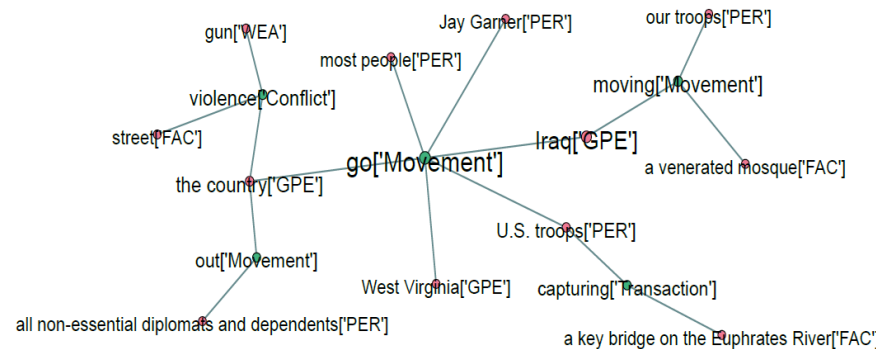 our troops['PER']
Jay Garner['PER']
gun['WEA']
most people['PER']
moving['Movement']
violence['Conflict']
street['FAC']
Iraq['GPE']
go['Movement']
a venerated mosque['FAC']
the country['GPE']
U.S. troops['PER']
out['Movement']
West Virginia['GPE']
capturing['Transaction']
all non-essential diplomats and dependents['PER']
a key bridge on the Euphrates River['FAC']